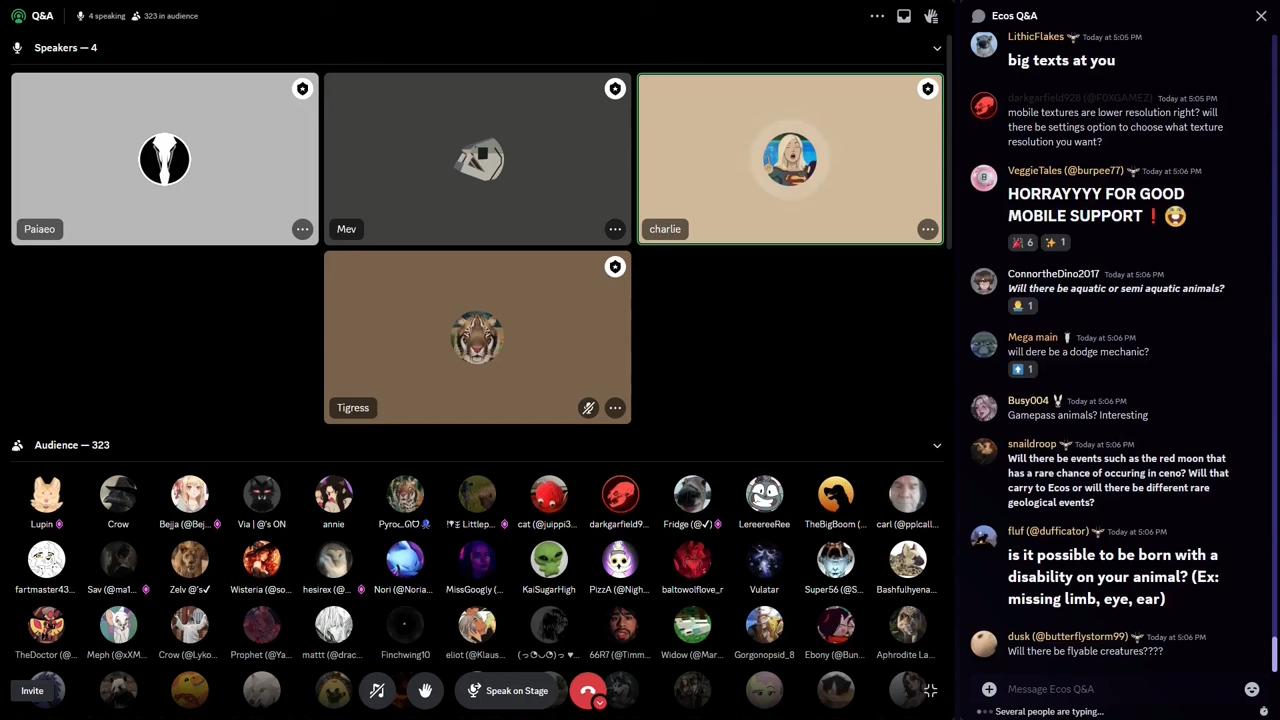 Q&A
4 speaking
323 in audience
Speakers — 4
Paiaeo
Mev
charlie
Tigress
Audience — 323
Lupin
Crow
Bejja (@Bej...
Via | @'s ON
annie
Littlep...
cat (@juippi3...
darkgarfield9...
Fridge (@✓)
LereereeRee
TheBigBoom (...
carl (@pplcall...
fartmaster43...
Sav (@ma1...
Zelv @'s✓
Wisteria (@so...
hesirex (@hat...
Nori (@Noria...
MissGoogly (...
KaiSugarHigh
PizzA (@Nigh...
baltowolflove_r
Vulatar
Super56 (@S...
Bashfulhyena...
TheDoctor (@...
Meph (@xXM...
Crow (@Lyko...
Prophet (@Ya...
mattt (@drac...
Finchwing10
eliot (@Klaus...
66R7 (@Timm...
Widow (@Mar...
Gorgonopsid_8
Ebony (@Bun...
Aphrodite La...
Invite
Speak on Stage
Ecos Q&A
LithicFlakes Today at 5:05 PM
big texts at you
darkgarfield928 (@F0XGAMEZ) Today at 5:05 PM
mobile textures are lower resolution right? will
there be settings option to choose what texture
resolution you want?
VeggieTales (@burpee77) Today at 5:06 PM
HORRAYYYY FOR GOOD
MOBILE SUPPORT❗😂
6 1
ConnortheDino2017 Today at 5:06 PM
Will there be aquatic or semi aquatic animals?
1
Mega main Today at 5:06 PM
will dere be a dodge mechanic?
1
Busy004 Today at 5:06 PM
Gamepass animals? Interesting
snaildroop Today at 5:06 PM
Will there be events such as the red moon that
has a rare chance of occuring in ceno? Will that
carry to Ecos or will there be different rare
geological events?
fluf (@dufficator) Today at 5:06 PM
is it possible to be born with a
disability on your animal? (Ex:
missing limb, eye, ear)
dusk (@butterflystorm99) Today at 5:06 PM
Will there be flyable creatures????
Message Ecos Q&A
Several people are typing...